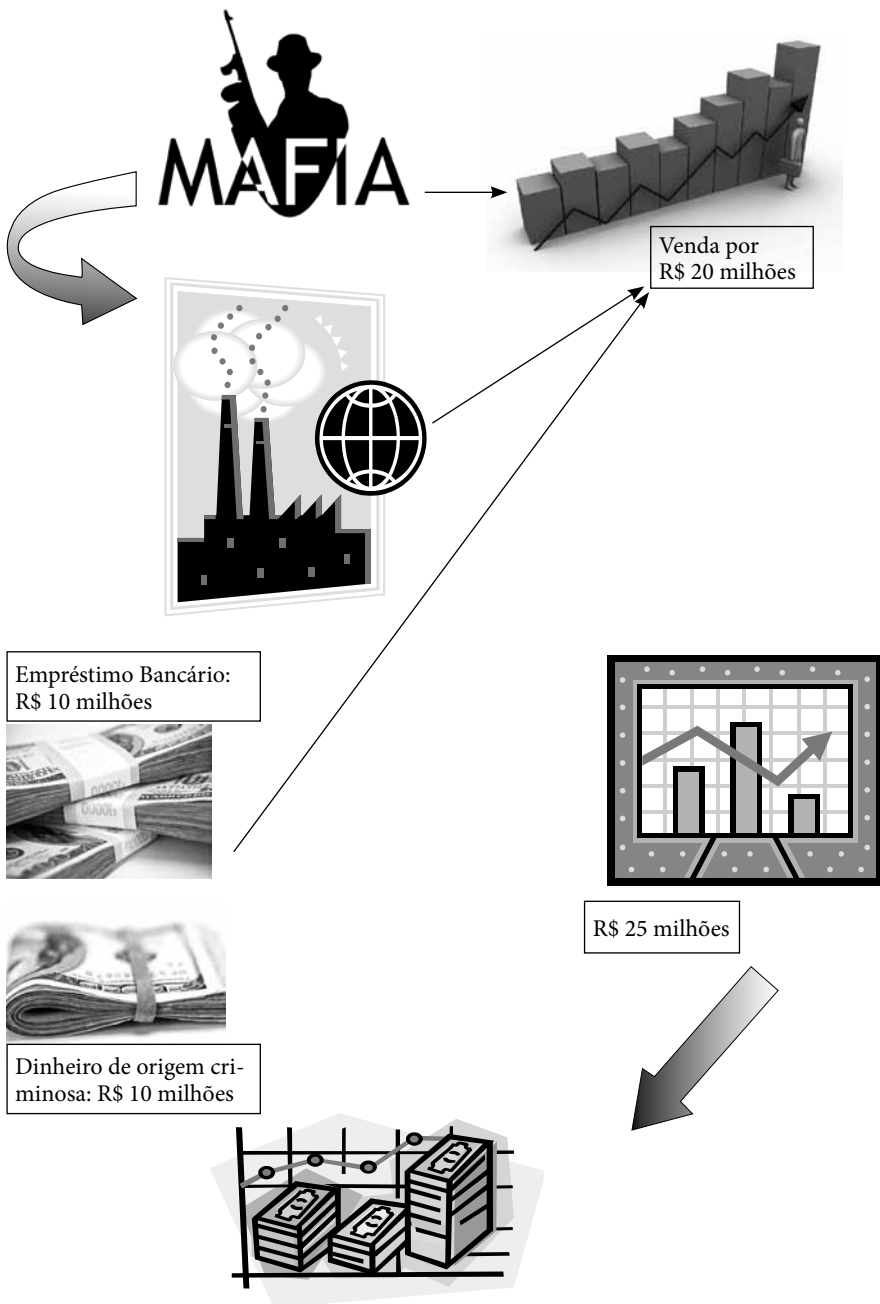 MAFIA
Venda por
R$ 20 milhões
Empréstimo Bancário:
R$ 10 milhões
R$ 25 milhões
Dinheiro de origem cri-
minosa: R$ 10 milhões